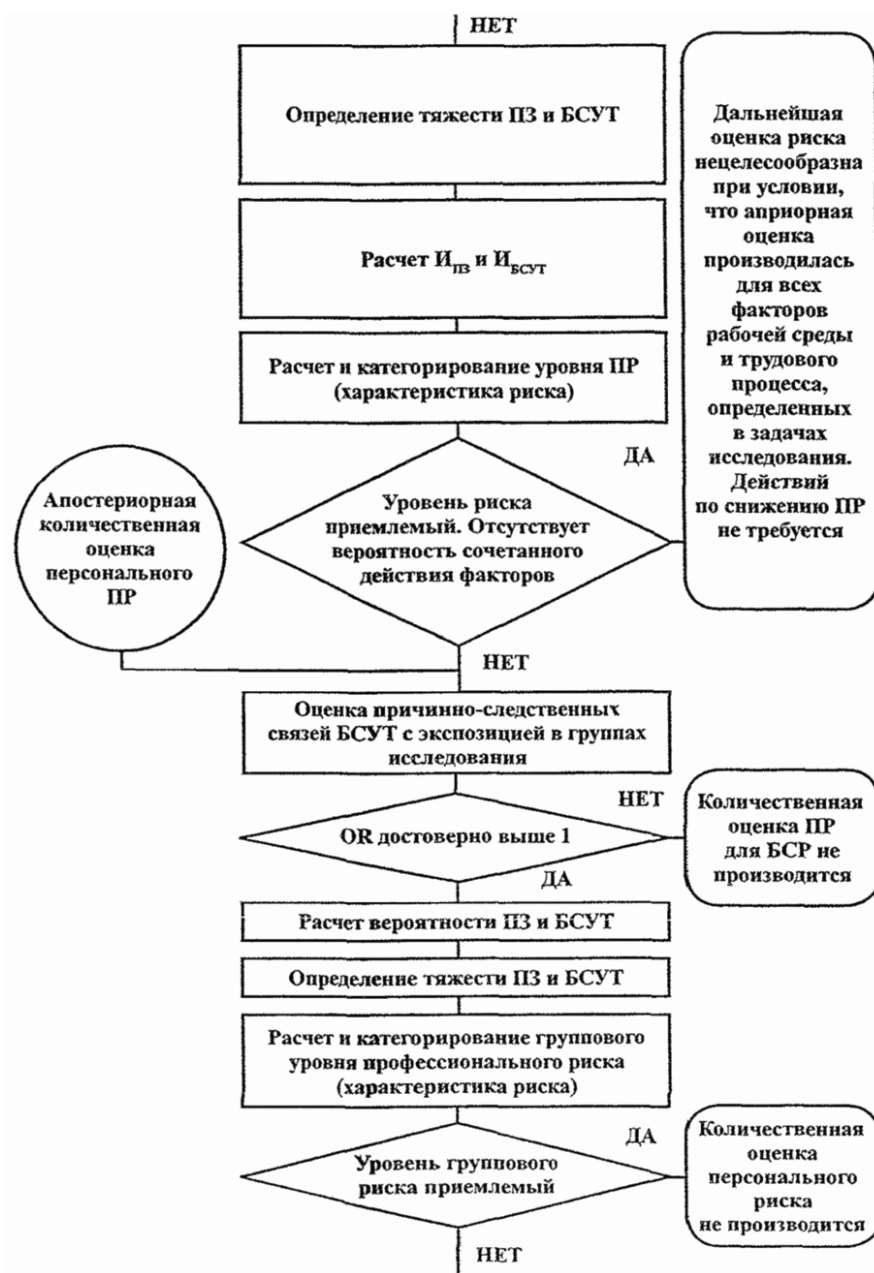 НЕТ
Определение тяжести ПЗ и БСУТ
Расчет ИПЗ и ИБСУТ
Расчет и категорирование уровня ПР
(характеристика риска)
ДА
Дальнейшая
оценка риска
нецелесообразна
при условии,
что априорная
оценка
производилась
для всех
факторов
рабочей среды
и трудового
процесса,
определенных
в задачах
исследования.
Действий
по снижению ПР
не требуется
Уровень риска
приемлемый. Отсутствует
вероятность сочетанного
действия факторов
Апостериорная
количественная
оценка
персонального
ПР
НЕТ
Оценка причинно-следственных
связей БСУТ с экспозицией в группах
исследования
НЕТ
OR достоверно выше 1
Количественная
оценка ПР
для БСР не
производится
ДА
Расчет вероятности ПЗ и БСУТ
Определение тяжести ПЗ и БСУТ
Расчет и категорирование группового
уровня профессионального риска
(характеристика риска)
ДА
Уровень группового
риска приемлемый
Количественная
оценка
персонального
риска
не производится
НЕТ